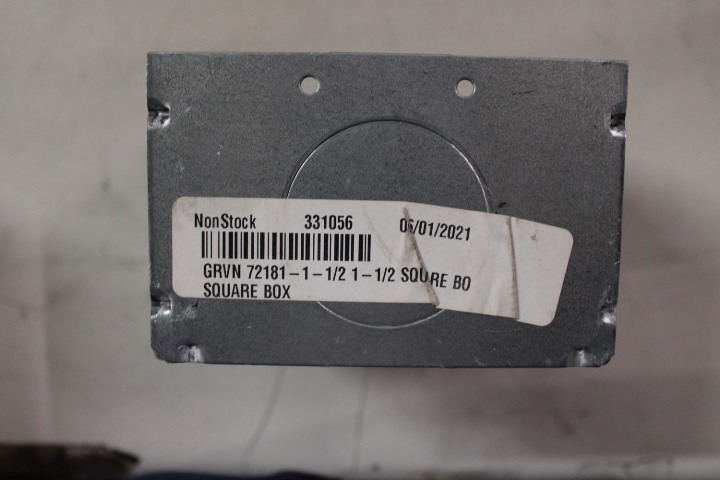 NonStock 331056 06/01/2021
GRVN 72181-1-1/2 1-1/2 SQURE BO
SQUARE BOX